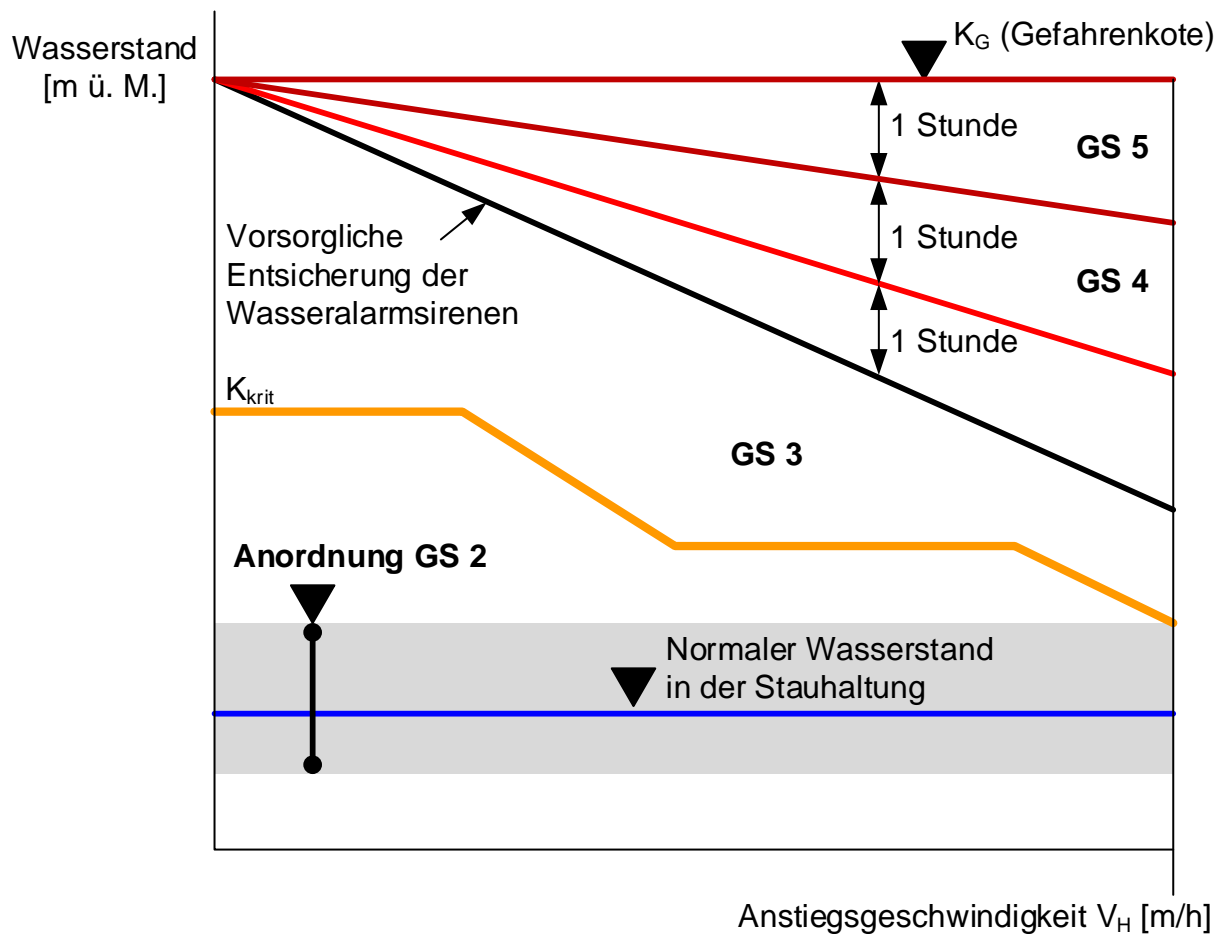 Wasserstand
[m ü. M.]
K_G (Gefahrenkote)
1 Stunde
GS 5
1 Stunde
GS 4
1 Stunde
Vorsorgliche
Entsicherung der
Wasseralarmsirenen
K_krit
GS 3
Anordnung GS 2
Normaler Wasserstand
in der Stauhaltung
Anstiegsgeschwindigkeit V_H [m/h]